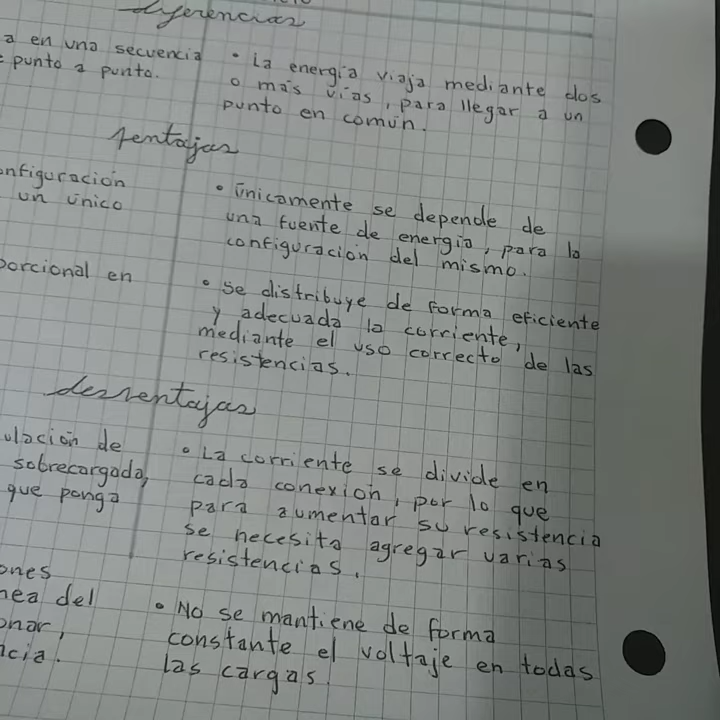 diferencias
a en una secuencia
punto a punto.
• La energía viaja mediante dos
o más vías, para llegar a un
punto en común.
ventajas
onfiguración
un único
• únicamente se depende de
una fuente de energía, para la
configuración del mismo.
porcional en
• se distribuye de forma eficiente
y adecuada la corriente,
mediante el uso correcto de las
resistencias.
desventajas
ulación de
sobrecargada,
que ponga
• La corriente se divide en
cada conexión, por lo que
para aumentar su resistencia
se necesita agregar varias
resistencias.
ones
nea del
onar,
ncia.
• No se mantiene de forma
constante el voltaje en todas
las cargas.